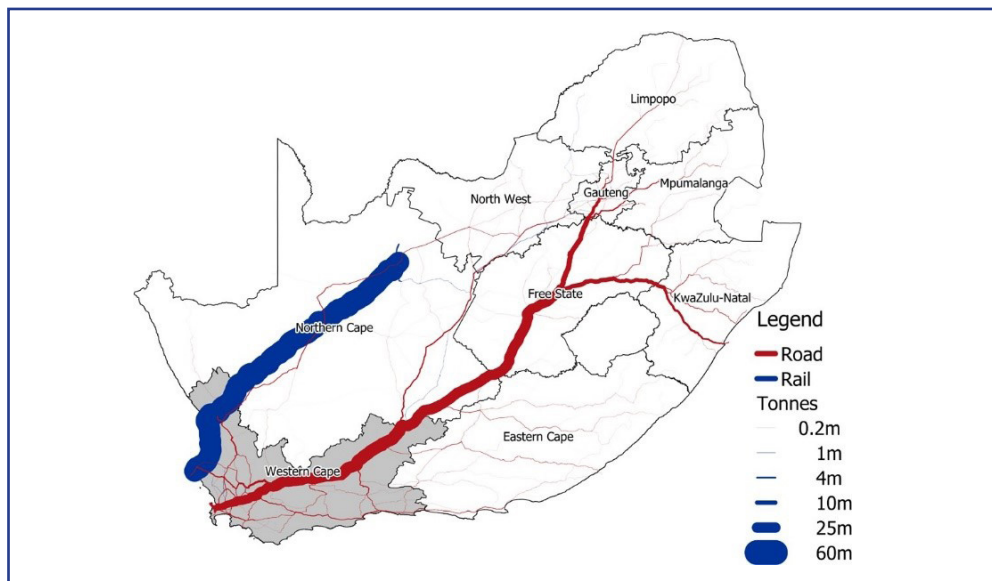 Limpopo
Mpumalanga
Gauteng
North West
Free State
KwaZulu-Natal
Northern Cape
Eastern Cape
Western Cape
Legend
Road
Rail
Tonnes
0.2m
1m
4m
10m
25m
60m